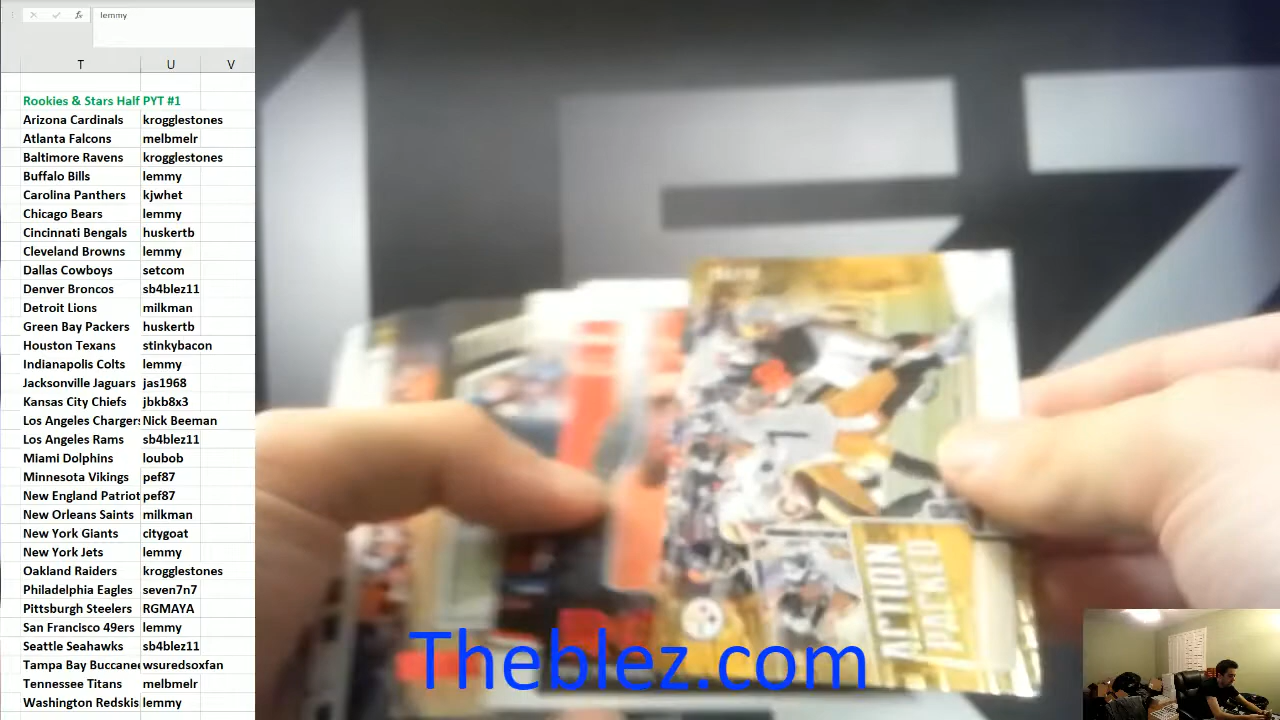 lemmy
T U V
Rookies & Stars Half PYT #1
Arizona Cardinals krogglestones
Atlanta Falcons melbmelr
Baltimore Ravens krogglestones
Buffalo Bills lemmy
Carolina Panthers kjwhet
Chicago Bears lemmy
Cincinnati Bengals huskertb
Cleveland Browns lemmy
Dallas Cowboys setcom
Denver Broncos sb4blez11
Detroit Lions milkman
Green Bay Packers huskertb
Houston Texans stinkybacon
Indianapolis Colts lemmy
Jacksonville Jaguars jas1968
Kansas City Chiefs jbkb8x3
Los Angeles Chargers Nick Beeman
Los Angeles Rams sb4blez11
Miami Dolphins loubob
Minnesota Vikings pef87
New England Patriot pef87
New Orleans Saints milkman
New York Giants citygoat
New York Jets lemmy
Oakland Raiders krogglestones
Philadelphia Eagles seven7n7
Pittsburgh Steelers RGMAYA
San Francisco 49ers lemmy
Seattle Seahawks sb4blez11
Tampa Bay Buccanee wsuredsoxfan
Tennessee Titans melbmelr
Washington Redskis lemmy
ACTION
PACKED
Theblez.com